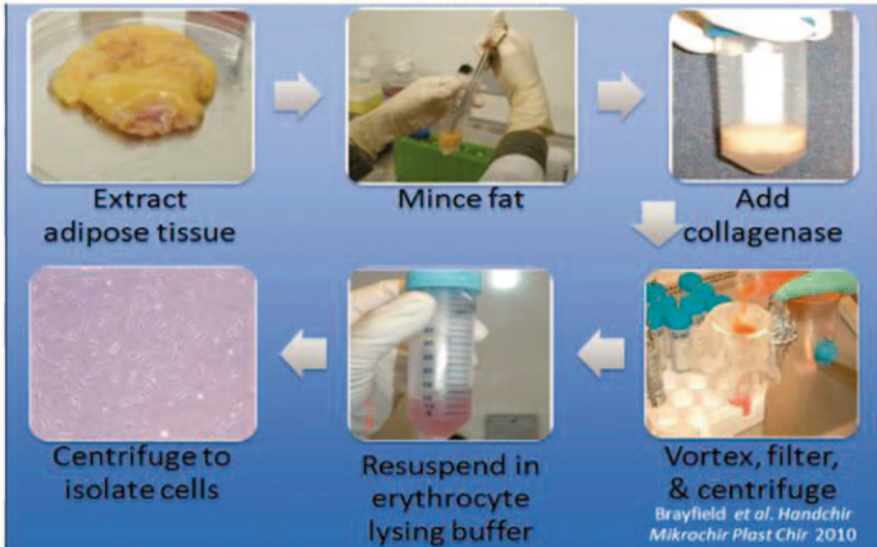 Extract
adipose tissue
Mince fat
Add
collagenase
Vortex, filter,
& centrifuge
Brayfield et al. Handchir
Mikrochir Plast Chir 2010
Resuspend in
erythrocyte
lysing buffer
Centrifuge to
isolate cells